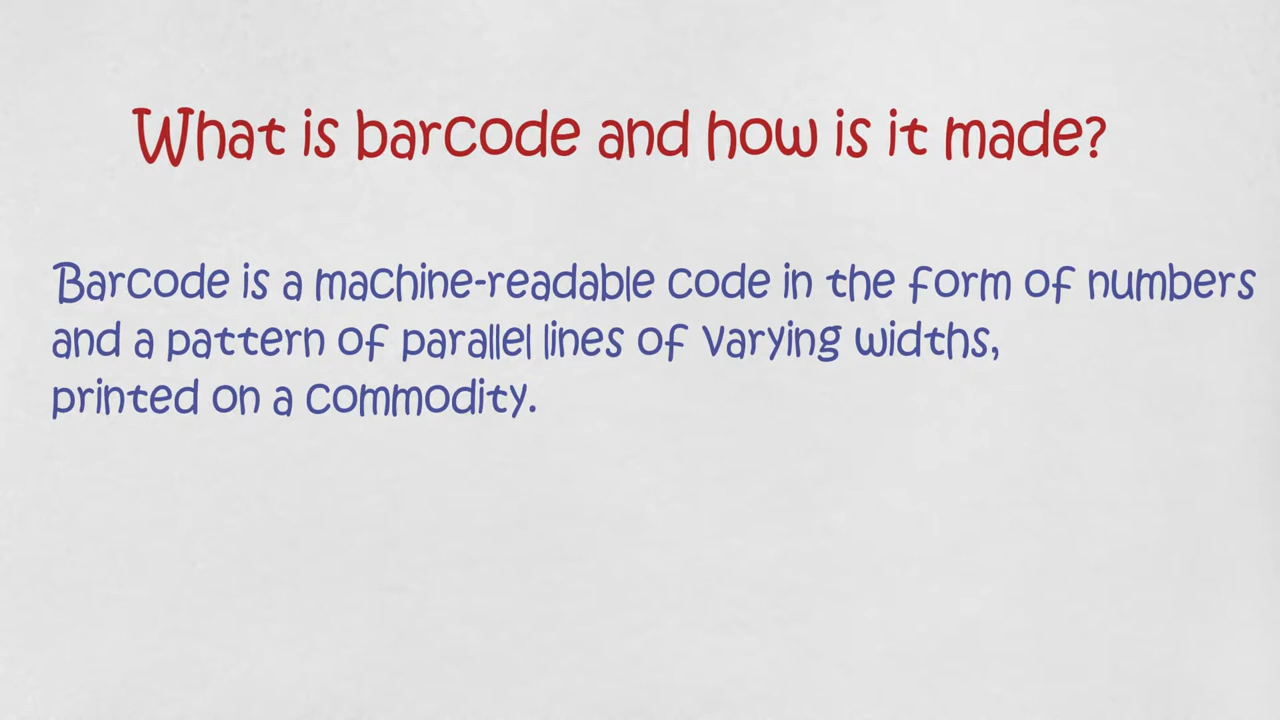 What is barcode and how is it made?
Barcode is a machine-readable code in the form of numbers
and a pattern of parallel lines of varying widths,
printed on a commodity.